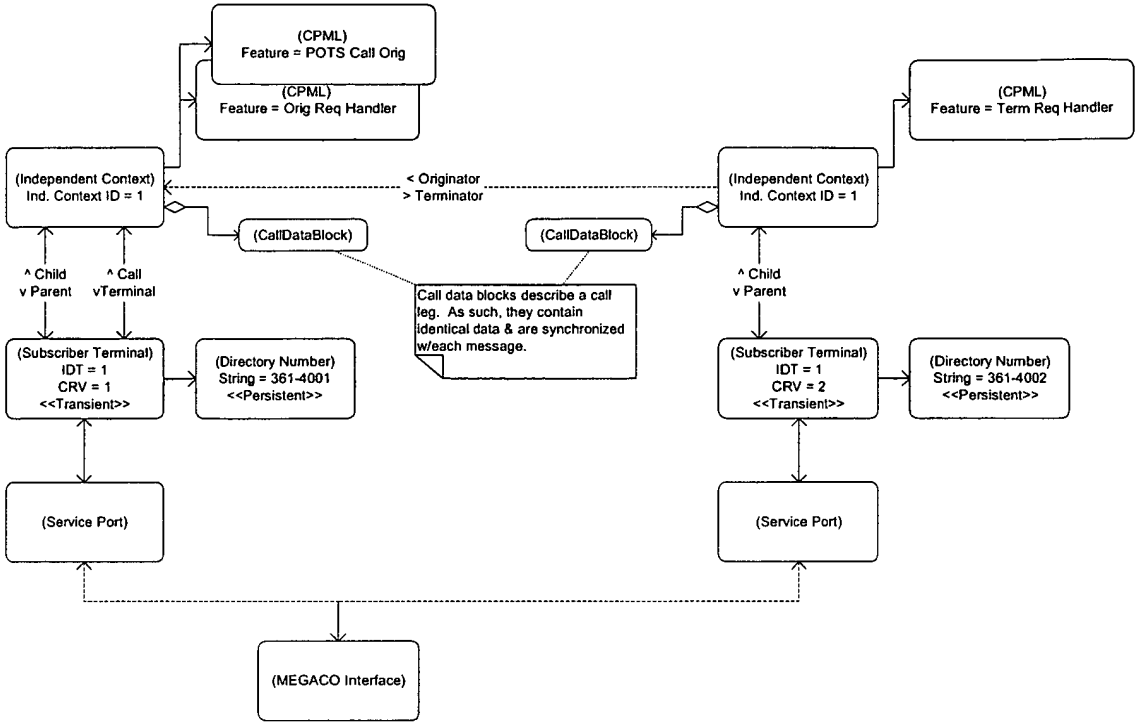 (CPML)
Feature = POTS Call Orig
(CPML)
Feature = Orig Req Handler
(CPML)
Feature = Term Req Handler
(Independent Context)
Ind. Context ID = 1
< Originator
> Terminator
(Independent Context)
Ind. Context ID = 1
(CallDataBlock)
(CallDataBlock)
^ Child
v Parent
^ Call
vTerminal
^ Child
v Parent
Call data blocks describe a call
leg. As such, they contain
identical data & are synchronized
w/each message.
(Subscriber Terminal)
IDT = 1
CRV = 1
<<Transient>>
(Directory Number)
String = 361-4001
<<Persistent>>
(Subscriber Terminal)
IDT = 1
CRV = 2
<<Transient>>
(Directory Number)
String = 361-4002
<<Persistent>>
(Service Port)
(Service Port)
(MEGACO Interface)